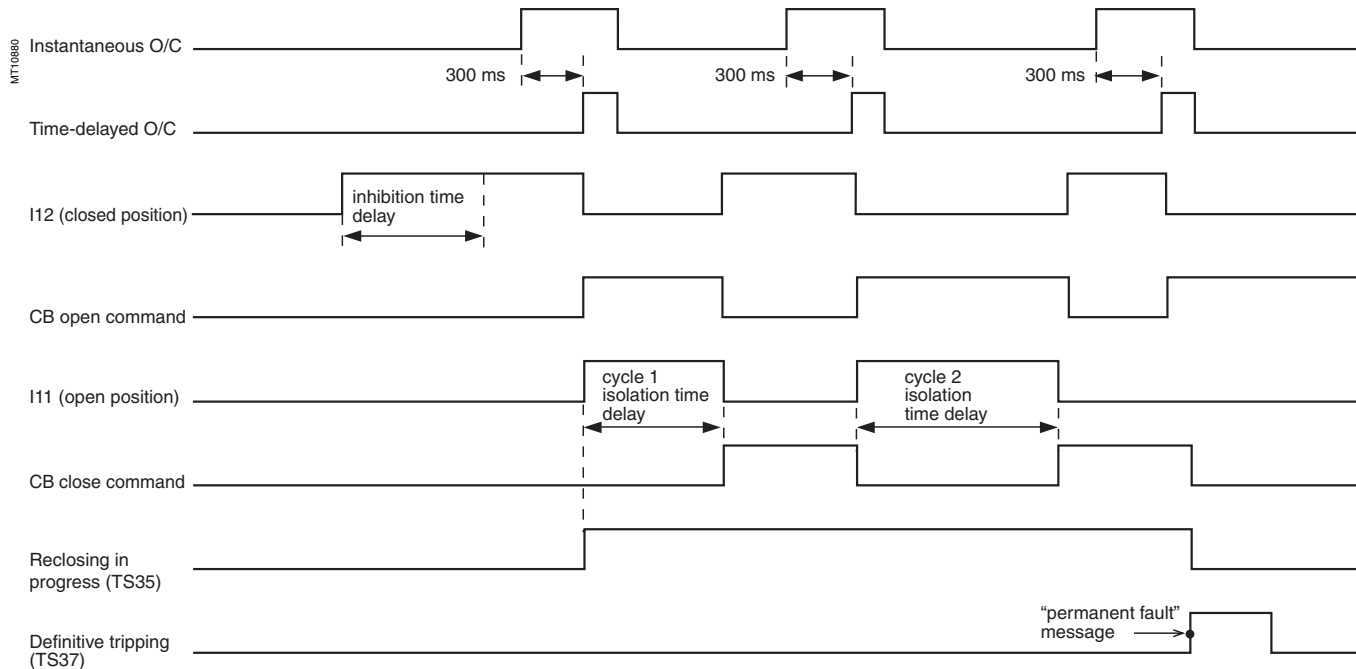 MT10880
Instantaneous O/C
300 ms
300 ms
300 ms
Time-delayed O/C
inhibition time
delay
I12 (closed position)
CB open command
cycle 1
isolation time
delay
cycle 2
isolation
time delay
I11 (open position)
CB close command
Reclosing in
progress (TS35)
“permanent fault”
message
Definitive tripping
(TS37)